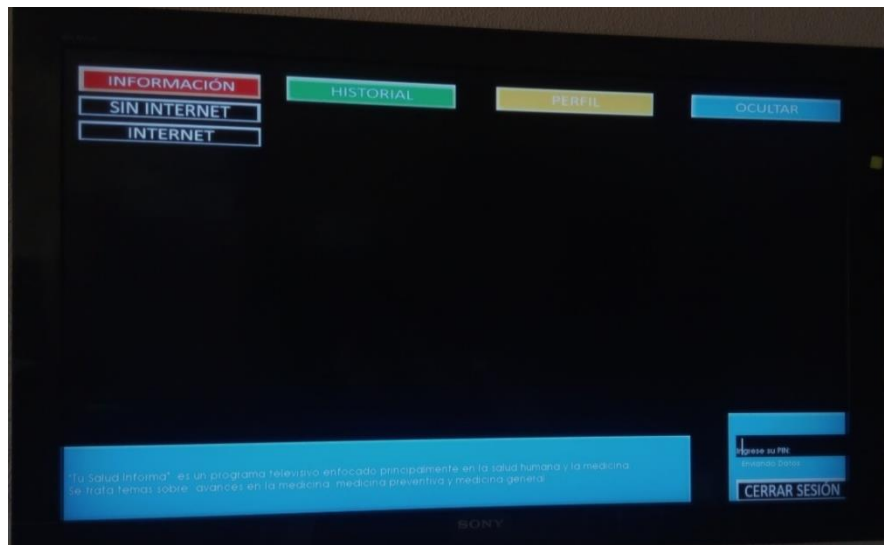 INFORMACIÓN
HISTORIAL
PERFIL
OCULTAR
SIN INTERNET
INTERNET
"Tu Salud Informa" es un programa televisivo enfocado principalmente en la salud humana y la medicina
Se trata temas sobre avances en la medicina medicina preventiva y medicina general
Ingrese su PIN:
Enviando Datos
CERRAR SESIÓN
SONY